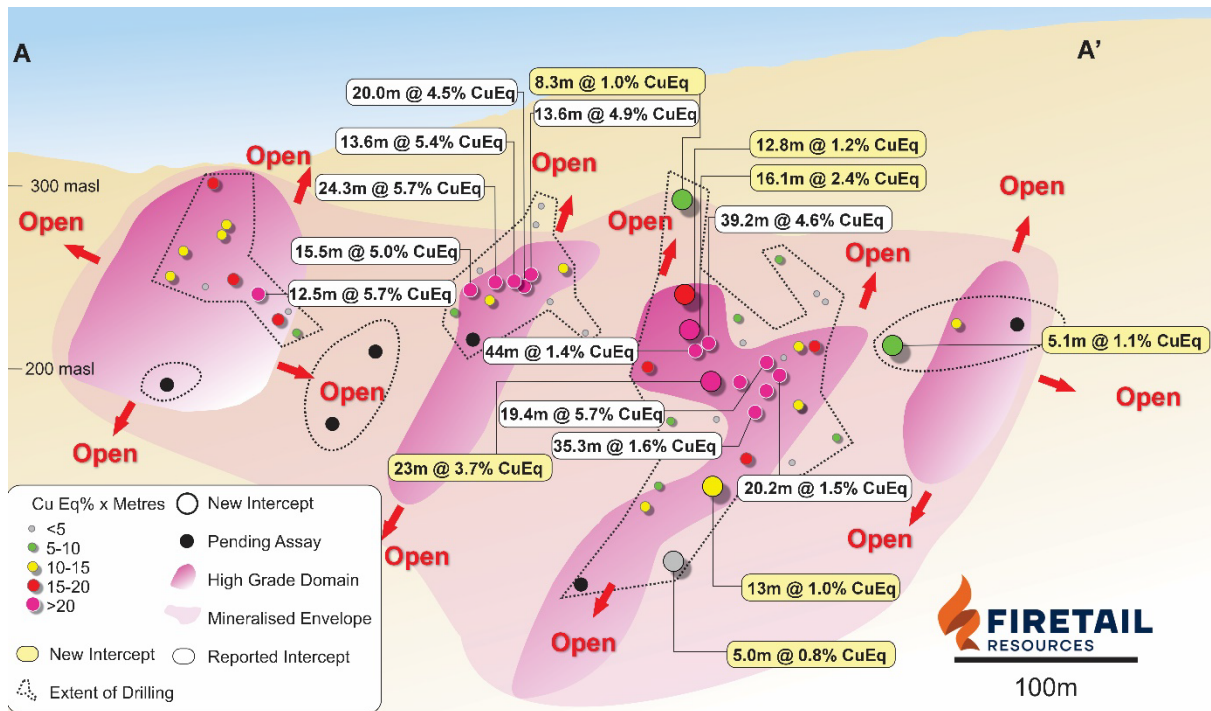 A
A'
8.3m @ 1.0% CuEq
20.0m @ 4.5% CuEq
13.6m @ 4.9% CuEq
13.6m @ 5.4% CuEq
12.8m @ 1.2% CuEq
Open
Open
16.1m @ 2.4% CuEq
300 masl
24.3m @ 5.7% CuEq
Open
Open
Open
39.2m @ 4.6% CuEq
15.5m @ 5.0% CuEq
Open
12.5m @ 5.7% CuEq
5.1m @ 1.1% CuEq
44m @ 1.4% CuEq
200 masl
Open
Open
19.4m @ 5.7% CuEq
Open
35.3m @ 1.6% CuEq
23m @ 3.7% CuEq
20.2m @ 1.5% CuEq
Open
Open
Open
13m @ 1.0% CuEq
5.0m @ 0.8% CuEq
Cu Eq% x Metres
<5
5-10
10-15
15-20
>20
New Intercept
Extent of Drilling
New Intercept
Pending Assay
High Grade Domain
Mineralised Envelope
Reported Intercept
FIRETAIL
RESOURCES
100m